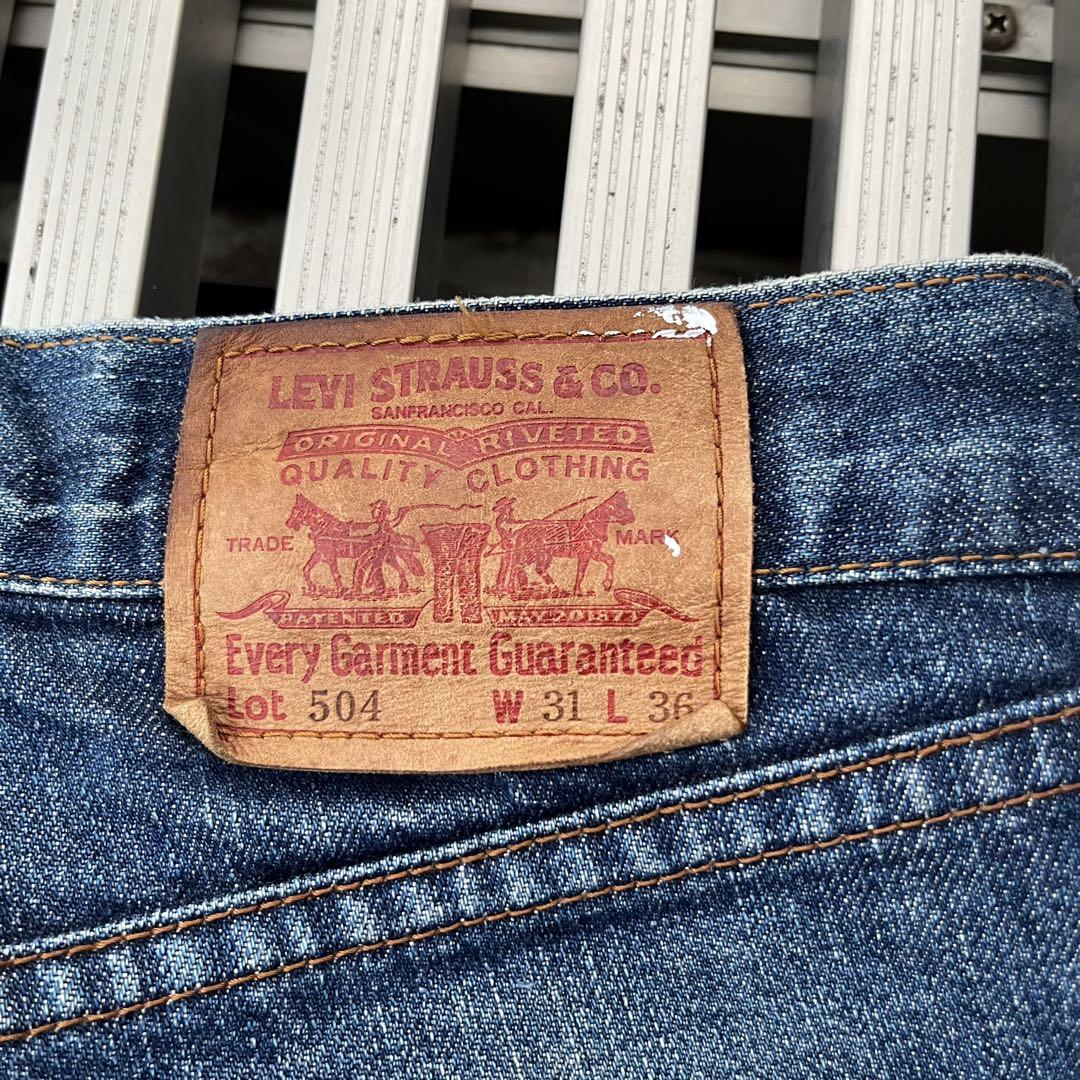 LEVI STRAUSS & CO.
SANFRANCISCO CAL.
ORIGINAL RIVETED
QUALITY CLOTHING
TRADE MARK
PATENTED MAY 20 1873
Every Garment Guaranteed
Lot 504 W 31 L 36